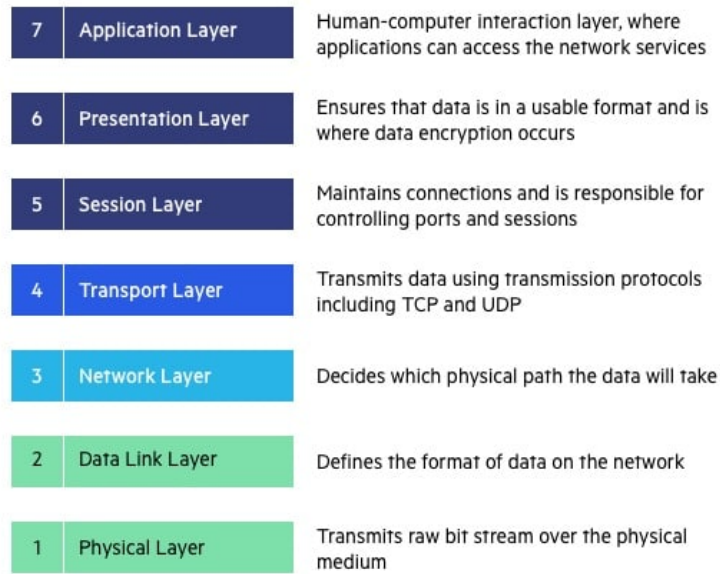 7 Application Layer
Human-computer interaction layer, where
applications can access the network services
6 Presentation Layer
Ensures that data is in a usable format and is
where data encryption occurs
5 Session Layer
Maintains connections and is responsible for
controlling ports and sessions
4 Transport Layer
Transmits data using transmission protocols
including TCP and UDP
3 Network Layer
Decides which physical path the data will take
2 Data Link Layer
Defines the format of data on the network
1 Physical Layer
Transmits raw bit stream over the physical
medium